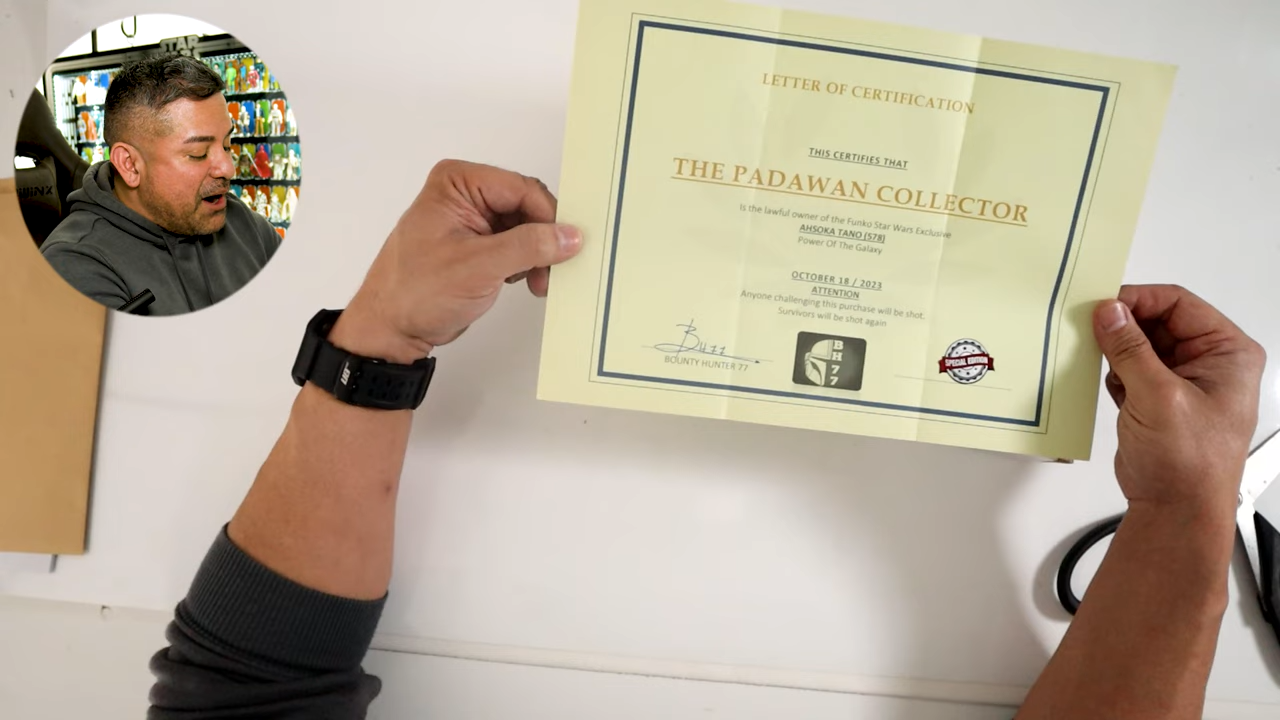 STAR
WARS
LETTER OF CERTIFICATION
THIS CERTIFIES THAT
THE PADAWAN COLLECTOR
Is the lawful owner of the Funko Star Wars Exclusive
AHSOKA TANO (578)
Power Of The Galaxy
OCTOBER 18 / 2023
ATTENTION
Anyone challenging this purchase will be shot.
Survivors will be shot again
Buzz
BOUNTY HUNTER 77
BH77
SPECIAL EDITION